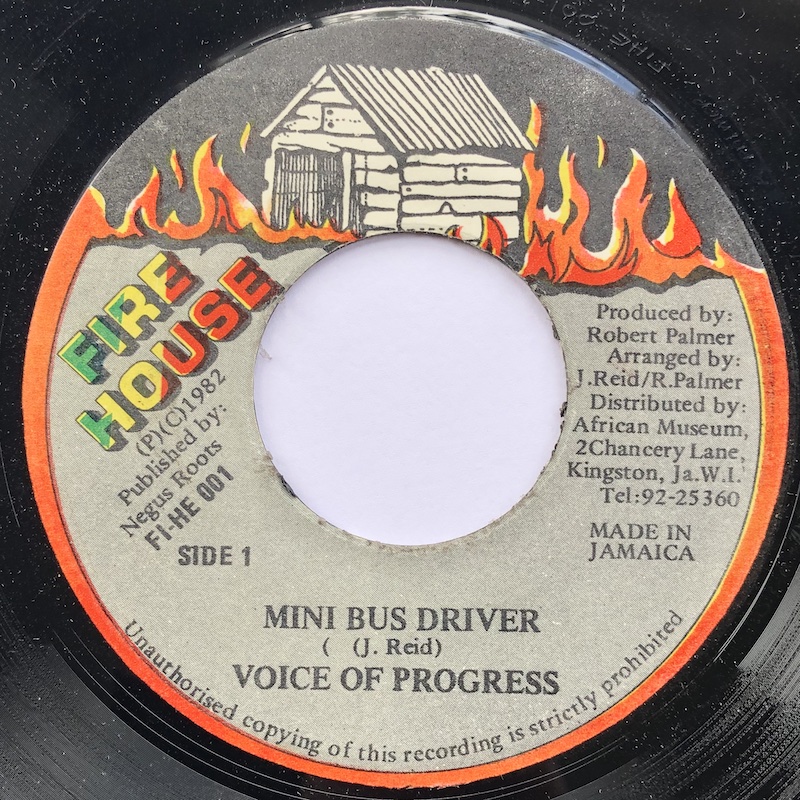 FIRE
HOUSE
(P)(C)1982
Published by:
Negus Roots
FI-HE 001
SIDE 1
Produced by:
Robert Palmer
Arranged by:
J.Reid/R.Palmer
Distributed by:
African Museum,
2Chancery Lane,
Kingston, Ja.W.I.
Tel:92-25360
MADE IN
JAMAICA
MINI BUS DRIVER
( (J. Reid)
VOICE OF PROGRESS
Unauthorised copying of this recording is strictly prohibited